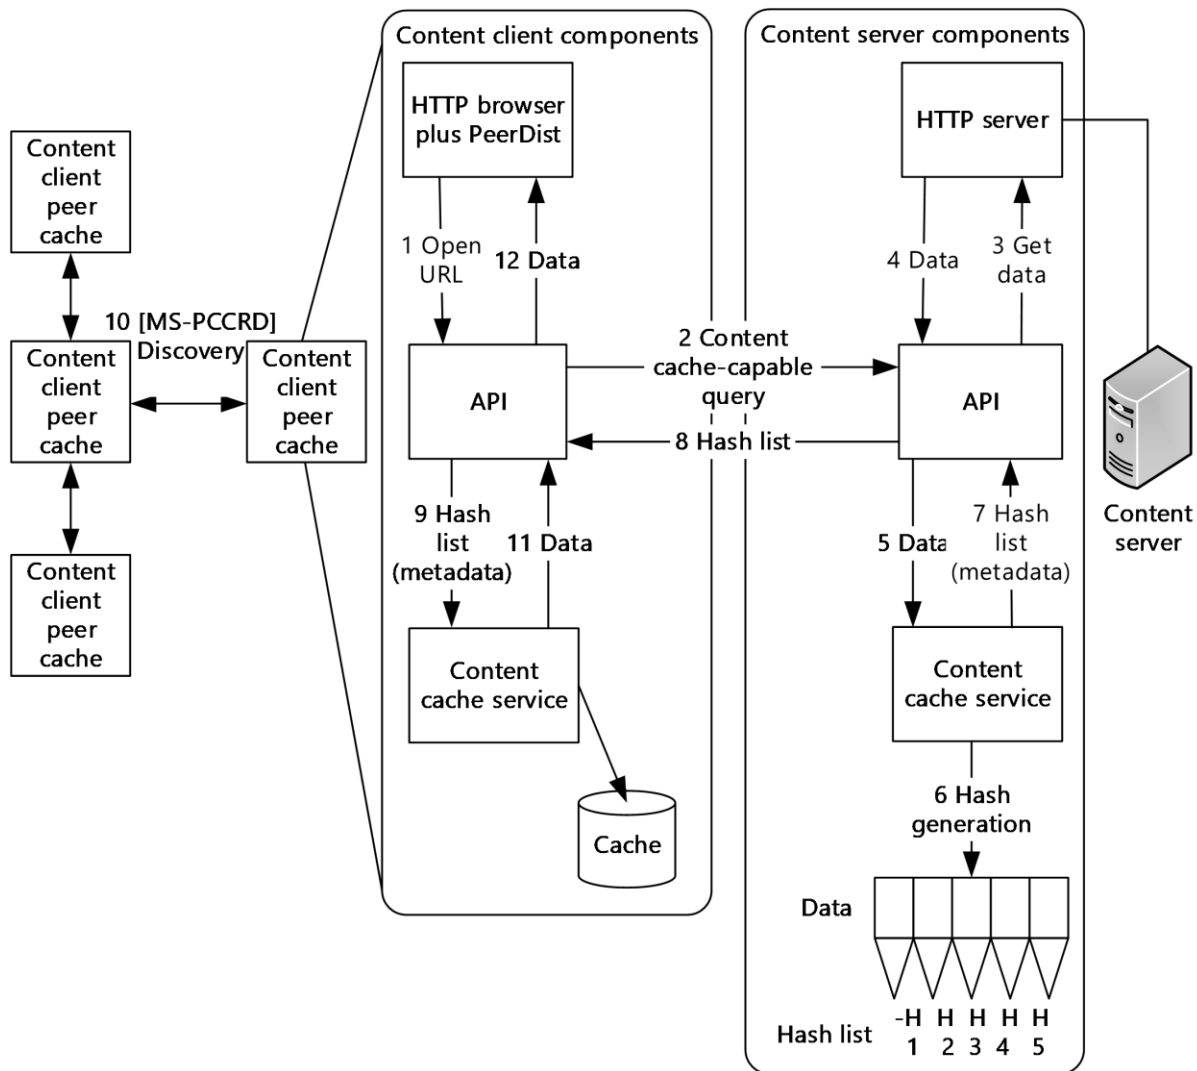 Content client components
Content server components
HTTP browser
plus PeerDist
HTTP server
Content
client
peer
cache
1 Open
URL
12 Data
4 Data
3 Get
data
10 [MS-PCCRD]
Discovery
Content
client
peer
cache
Content
client
peer
cache
API
2 Content
cache-capable
query
API
8 Hash list
9 Hash
list
(metadata)
11 Data
5 Data
7 Hash
list
(metadata)
Content
server
Content
client
peer
cache
Content
cache service
Content
cache service
Cache
6 Hash
generation
Data
Hash list
-H H H H H
1 2 3 4 5